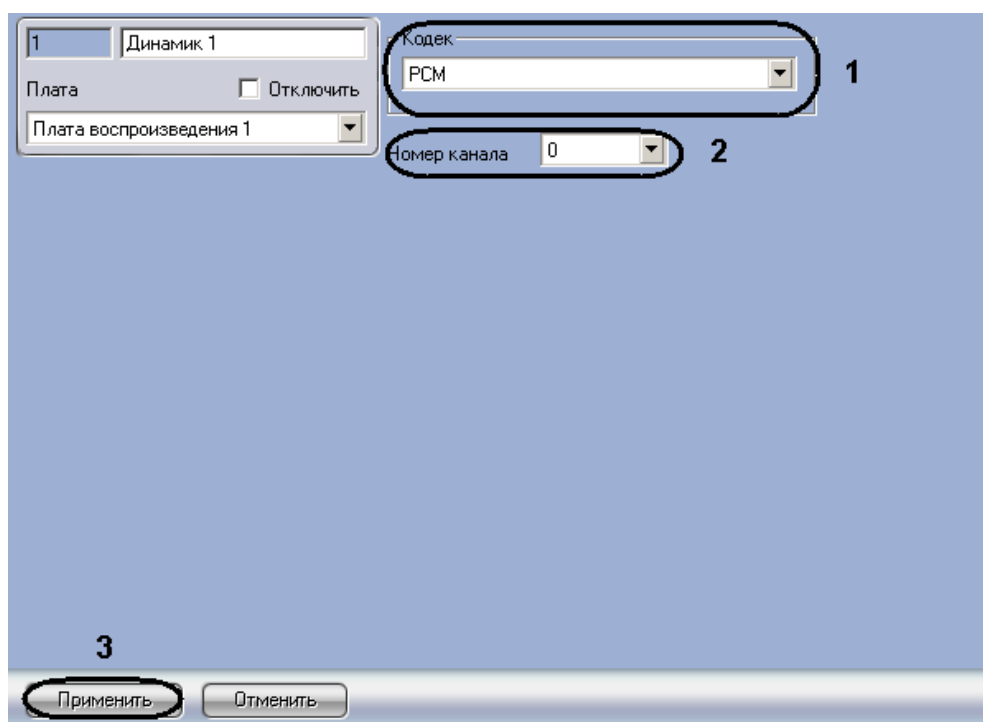 1 Динамик 1
Плата Отключить
Плата воспроизведения 1
Кодек
PCM
1
Номер канала 0
2
3
Применить Отменить